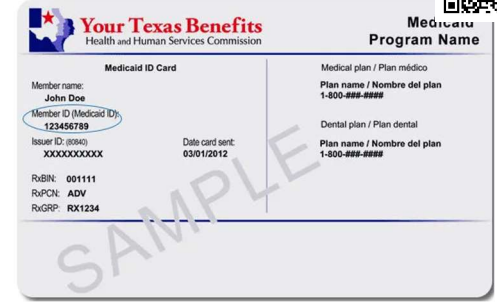 Your Texas Benefits
Health and Human Services Commission
Medicaid
Program Name
Medicaid ID Card
Member name:
John Doe
Member ID (Medicaid ID):
123456789
Issuer ID: (80840)
XXXXXXXXXX
Date card sent:
03/01/2012
RxBIN: 001111
RxPCN: ADV
RxGRP: RX1234
Medical plan / Plan médico
Plan name / Nombre del plan
1-800-###-####
Dental plan / Plan dental
Plan name / Nombre del plan
1-800-###-####
SAMPLE